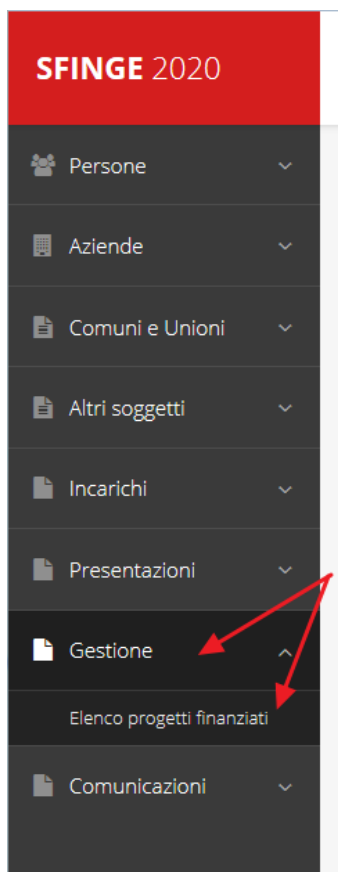 SFINGE 2020
Persone
Aziende
Comuni e Unioni
Altri soggetti
Incarichi
Presentazioni
Gestione
Elenco progetti finanziati
Comunicazioni